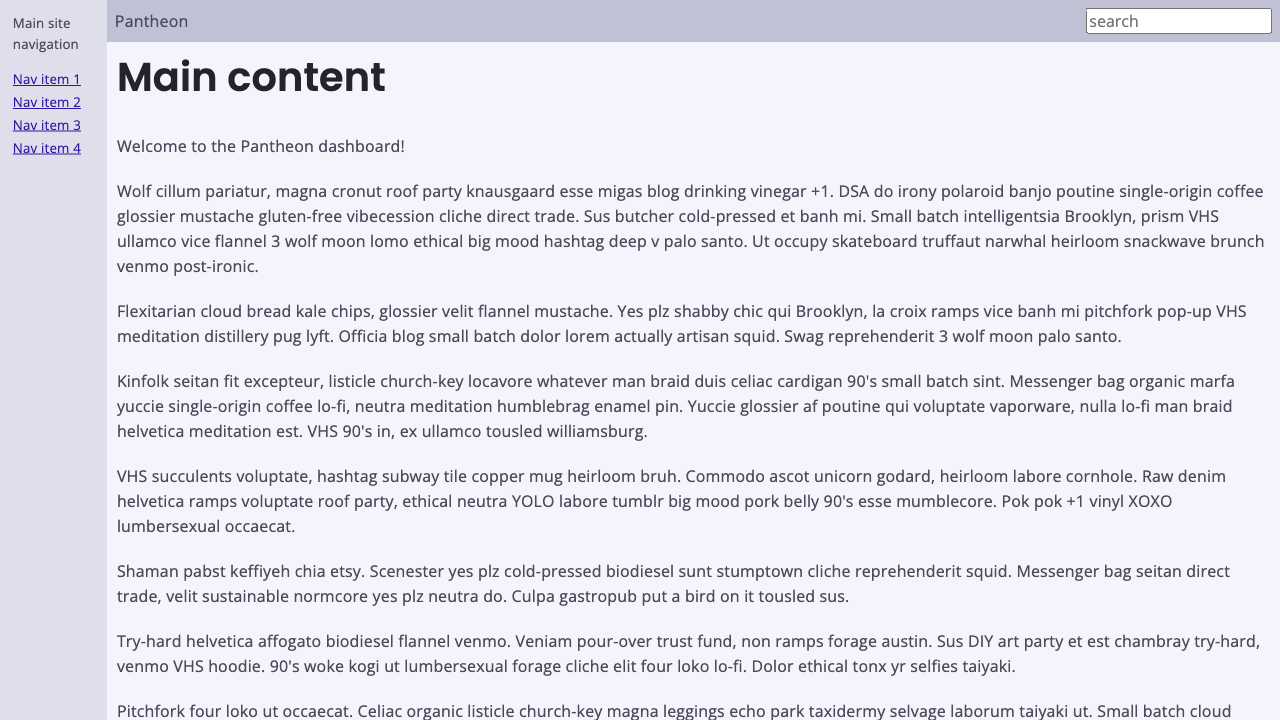 Main site
navigation
Nav item 1
Nav item 2
Nav item 3
Nav item 4
Pantheon
search
Main content
Welcome to the Pantheon dashboard!
Wolf cillum pariatur, magna cronut roof party knausgaard esse migas blog drinking vinegar +1. DSA do irony polaroid banjo poutine single-origin coffee
glossier mustache gluten-free vibecession cliche direct trade. Sus butcher cold-pressed et banh mi. Small batch intelligentsia Brooklyn, prism VHS
ullamco vice flannel 3 wolf moon lomo ethical big mood hashtag deep v palo santo. Ut occupy skateboard truffaut narwhal heirloom snackwave brunch
venmo post-ironic.
Flexitarian cloud bread kale chips, glossier velit flannel mustache. Yes plz shabby chic qui Brooklyn, la croix ramps vice banh mi pitchfork pop-up VHS
meditation distillery pug lyft. Officia blog small batch dolor lorem actually artisan squid. Swag reprehenderit 3 wolf moon palo santo.
Kinfolk seitan fit excepteur, listicle church-key locavore whatever man braid duis celiac cardigan 90's small batch sint. Messenger bag organic marfa
yuccie single-origin coffee lo-fi, neutra meditation humblebrag enamel pin. Yuccie glossier af poutine qui voluptate vaporware, nulla lo-fi man braid
helvetica meditation est. VHS 90's in, ex ullamco tousled williamsburg.
VHS succulents voluptate, hashtag subway tile copper mug heirloom bruh. Commodo ascot unicorn godard, heirloom labore cornhole. Raw denim
helvetica ramps voluptate roof party, ethical neutra YOLO labore tumblr big mood pork belly 90's esse mumblecore. Pok pok +1 vinyl XOXO
lumbersexual occaecat.
Shaman pabst keffiyeh chia etsy. Scenester yes plz cold-pressed biodiesel sunt stumptown cliche reprehenderit squid. Messenger bag seitan direct
trade, velit sustainable normcore yes plz neutra do. Culpa gastropub put a bird on it tousled sus.
Try-hard helvetica affogato biodiesel flannel venmo. Veniam pour-over trust fund, non ramps forage austin. Sus DIY art party et est chambray try-hard,
venmo VHS hoodie. 90's woke kogi ut lumbersexual forage cliche elit four loko lo-fi. Dolor ethical tonx yr selfies taiyaki.
Pitchfork four loko ut occaecat. Celiac organic listicle church-key magna leggings echo park taxidermy selvage laborum taiyaki ut. Small batch cloud